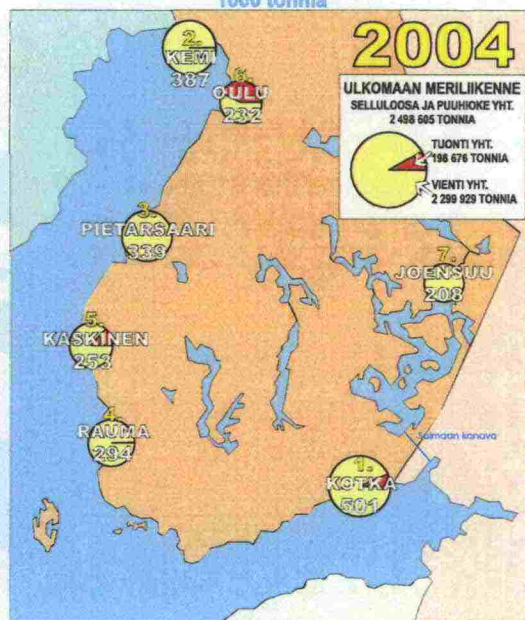 1000 tonnia
2004
ULKOMAAN MERILIIKENNE
SELLULOOSA JA PUUHIOKE YHT.
2 498 605 TONNIA
TUONTI YHT.
198 676 TONNIA
VIENTI YHT.
2 299 929 TONNIA
2.
KEMI
387
6.
OULU
232
3.
PIETARSAARI
339
7.
JOENSUU
208
5.
KASKINEN
253
4.
RAUMA
294
Saimaan kanava
1.
KOTKA
501